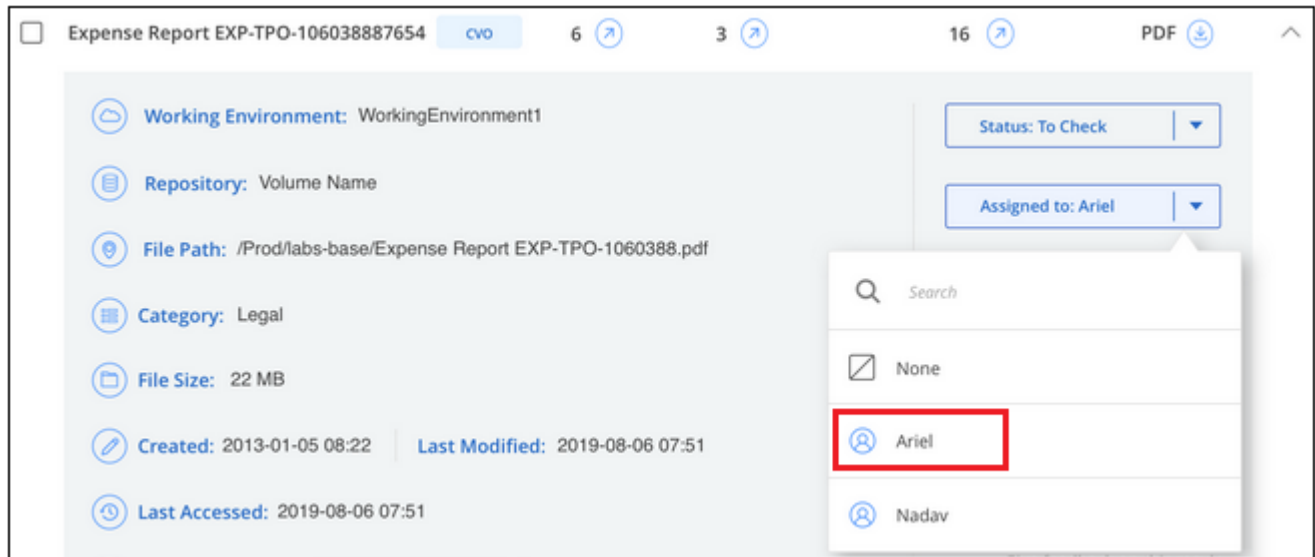 Expense Report EXP-TPO-106038887654 CVO 6 3 16 PDF
Working Environment: WorkingEnvironment1
Status: To Check
Repository: Volume Name
Assigned to: Ariel
File Path: /Prod/labs-base/Expense Report EXP-TPO-1060388.pdf
Category: Legal
File Size: 22 MB
Created: 2013-01-05 08:22 Last Modified: 2019-08-06 07:51
Last Accessed: 2019-08-06 07:51
Search
None
Ariel
Nadav